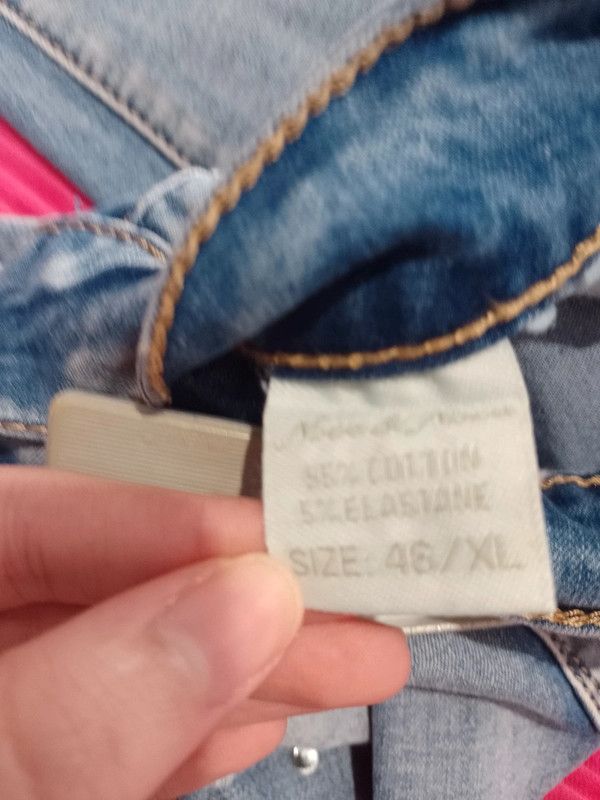 95% COTTON
5% ELASTANE
SIZE: 46/XL